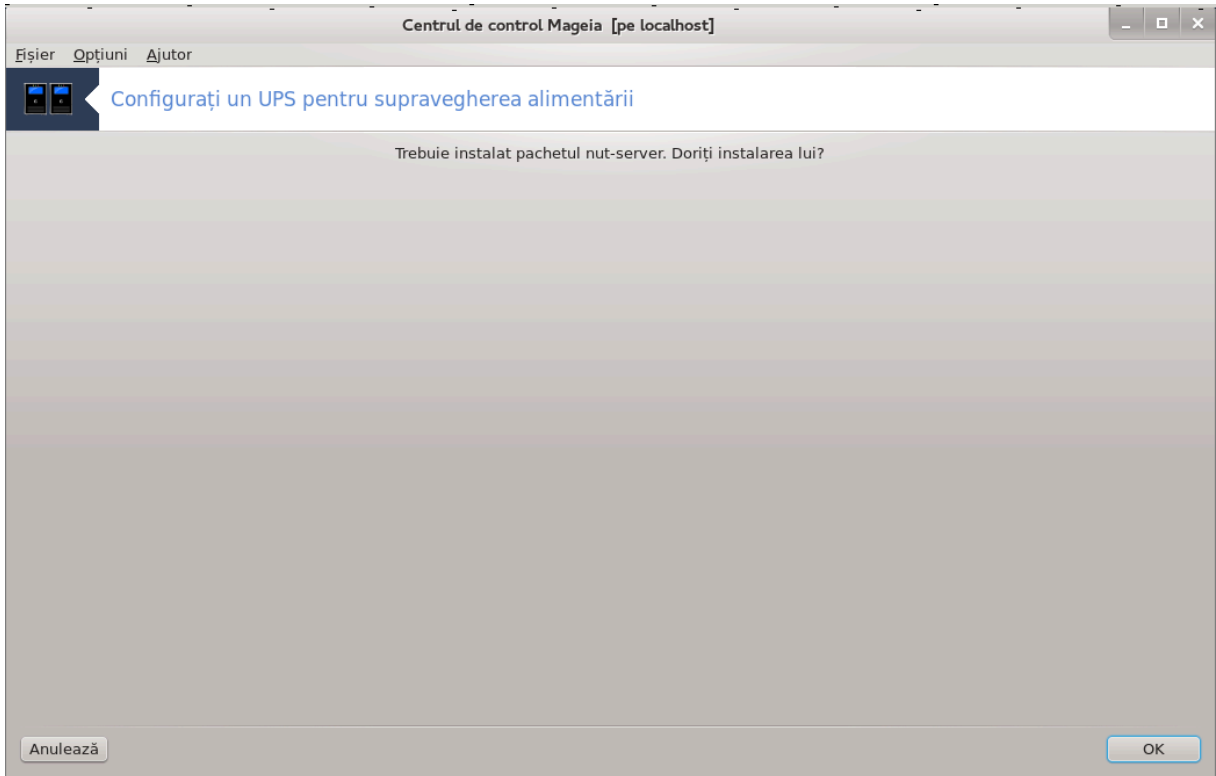 Centrul de control Mageia [pe localhost]
Fișier Opțiuni Ajutor
Configurați un UPS pentru supravegherea alimentării
Trebuie instalat pachetul nut-server. Doriți instalarea lui?
Anulează OK